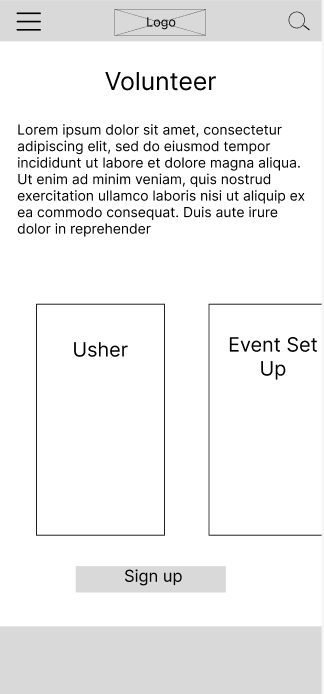 Logo
Volunteer
Lorem ipsum dolor sit amet, consectetur
adipiscing elit, sed do eiusmod tempor
incididunt ut labore et dolore magna aliqua.
Ut enim ad minim veniam, quis nostrud
exercitation ullamco laboris nisi ut aliquip ex
ea commodo consequat. Duis aute irure
dolor in reprehender
Usher
Event Set
Up
Sign up